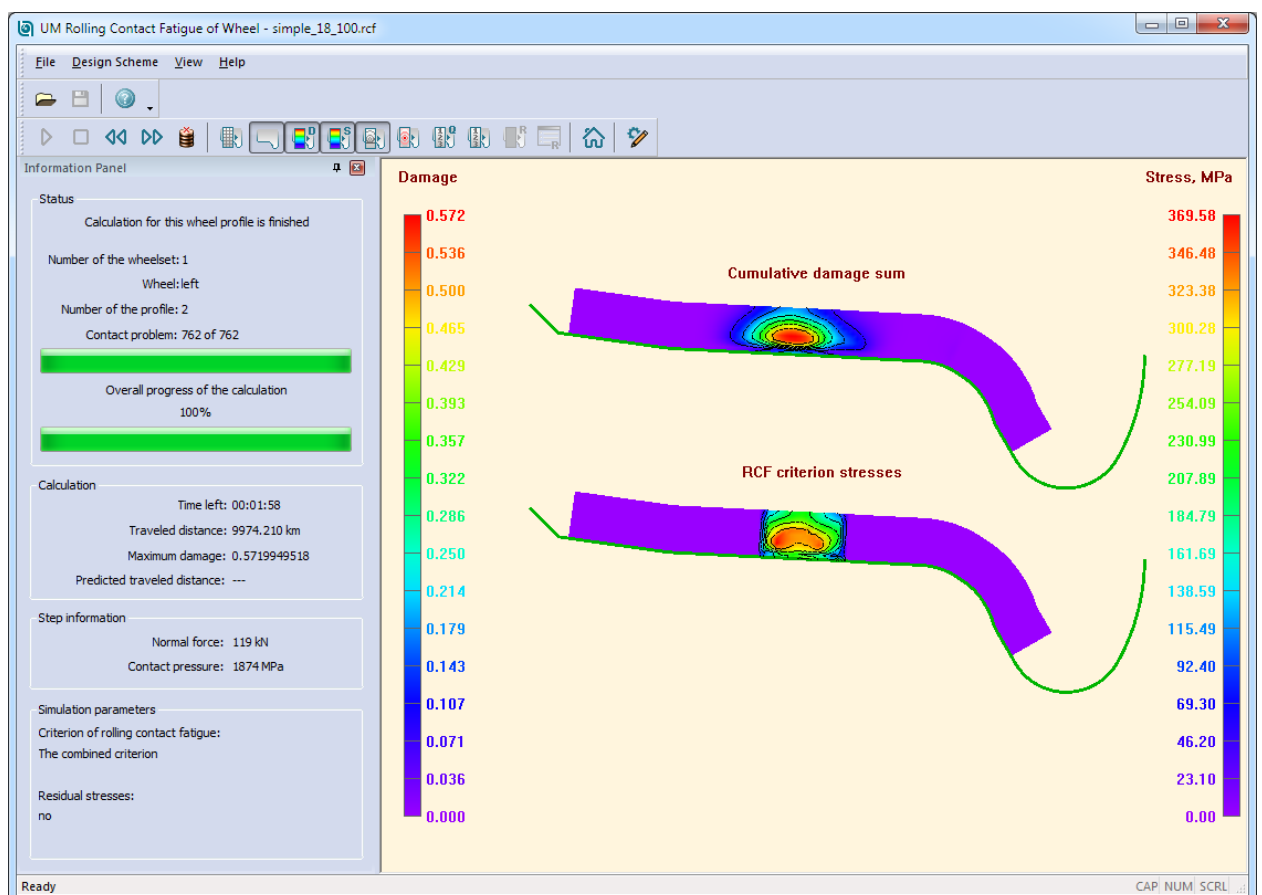 UM Rolling Contact Fatigue of Wheel - simple_18_100.rcf
File Design Scheme View Help
Information Panel
Status
Calculation for this wheel profile is finished
Number of the wheelset: 1
Wheel: left
Number of the profile: 2
Contact problem: 762 of 762
Overall progress of the calculation
100%
Calculation
Time left: 00:01:58
Traveled distance: 9974.210 km
Maximum damage: 0.5719949518
Predicted traveled distance: ---
Step information
Normal force: 119 kN
Contact pressure: 1874 MPa
Simulation parameters
Criterion of rolling contact fatigue:
The combined criterion
Residual stresses:
no
Damage
0.572
0.536
0.500
0.465
0.429
0.393
0.357
0.322
0.286
0.250
0.214
0.179
0.143
0.107
0.071
0.036
0.000
Cumulative damage sum
RCF criterion stresses
Stress, MPa
369.58
346.48
323.38
300.28
277.19
254.09
230.99
207.89
184.79
161.69
138.59
115.49
92.40
69.30
46.20
23.10
0.00
Ready
CAP NUM SCRL